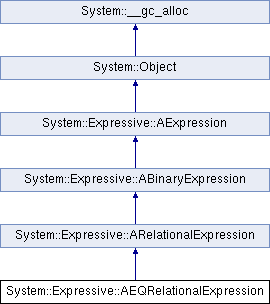 System::__gc_alloc
System::Object
System::Expressive::AExpression
System::Expressive::ABinaryExpression
System::Expressive::ARelationalExpression
System::Expressive::AEQRelationalExpression